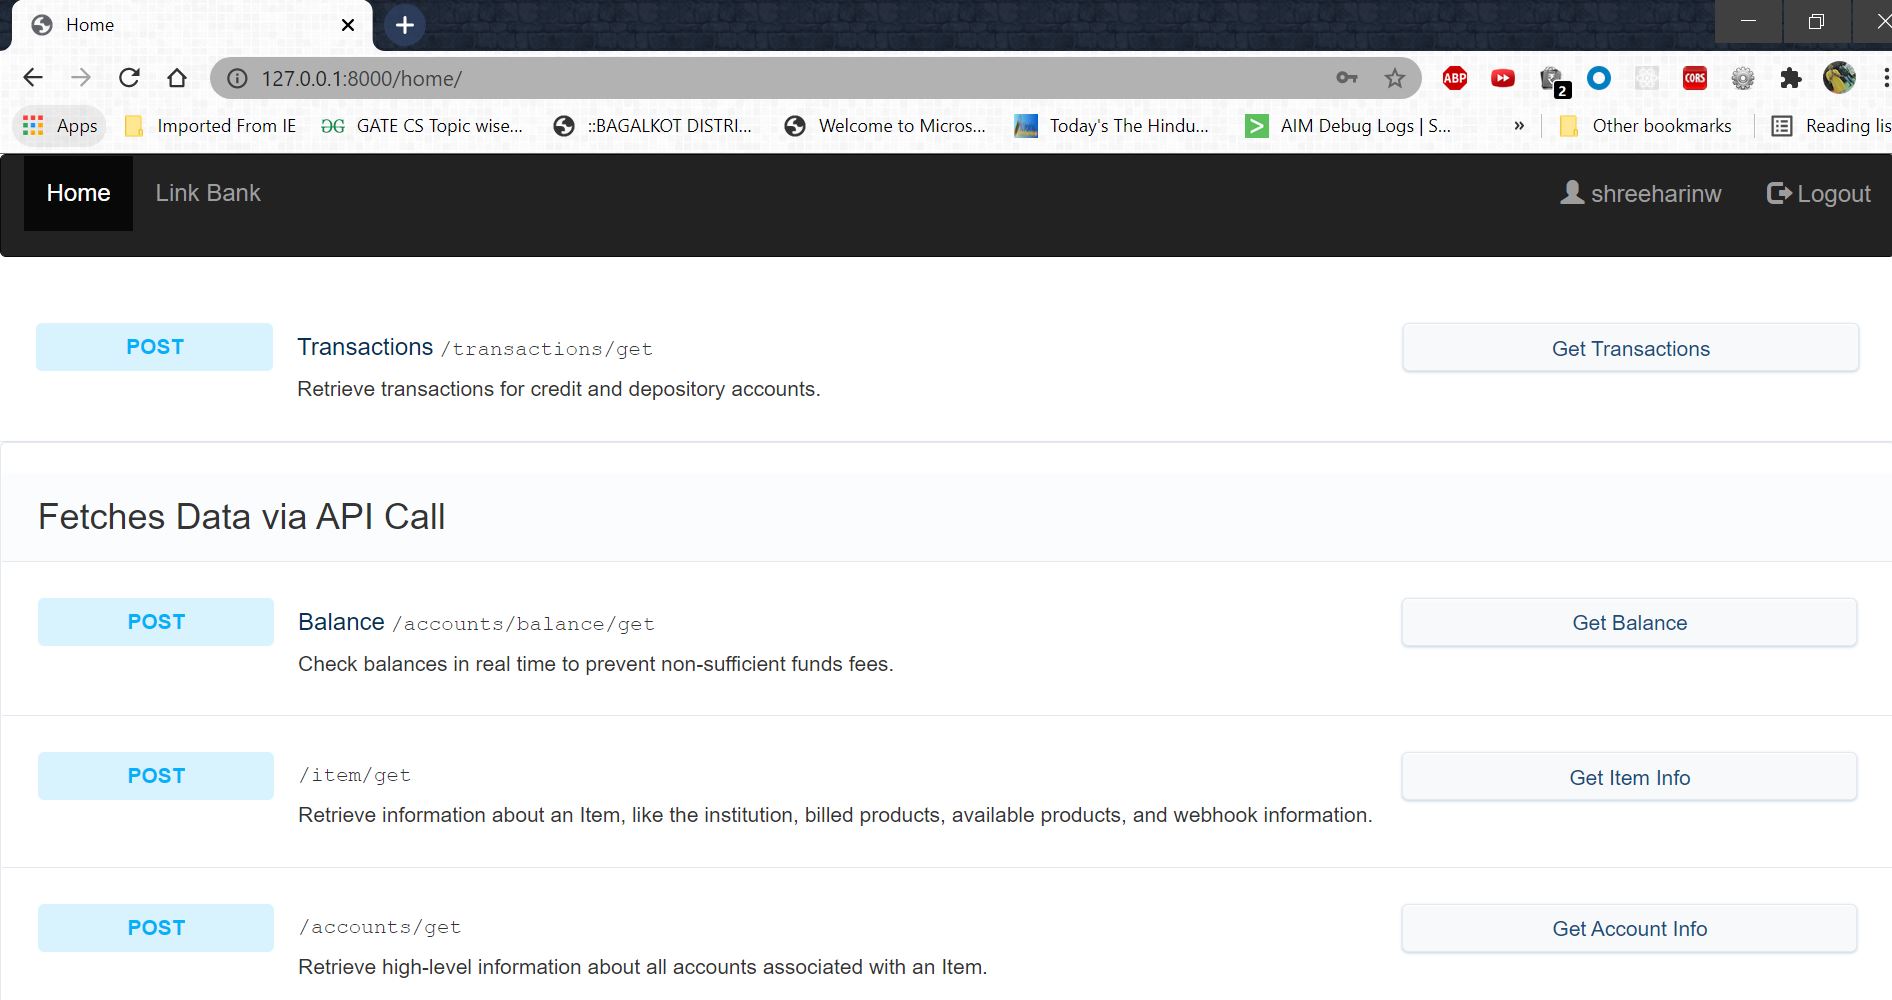 Home
127.0.0.1:8000/home/
ABP
CORS
2
Apps
Imported From IE
GATE CS Topic wise...
::BAGALKOT DISTRI...
Welcome to Micros...
Today's The Hindu...
AIM Debug Logs | S...
»
Other bookmarks
Reading lis
Home
Link Bank
shreeharinw
Logout
POST
Transactions /transactions/get
Get Transactions
Retrieve transactions for credit and depository accounts.
Fetches Data via API Call
POST
Balance /accounts/balance/get
Get Balance
Check balances in real time to prevent non-sufficient funds fees.
POST
/item/get
Get Item Info
Retrieve information about an Item, like the institution, billed products, available products, and webhook information.
POST
/accounts/get
Get Account Info
Retrieve high-level information about all accounts associated with an Item.